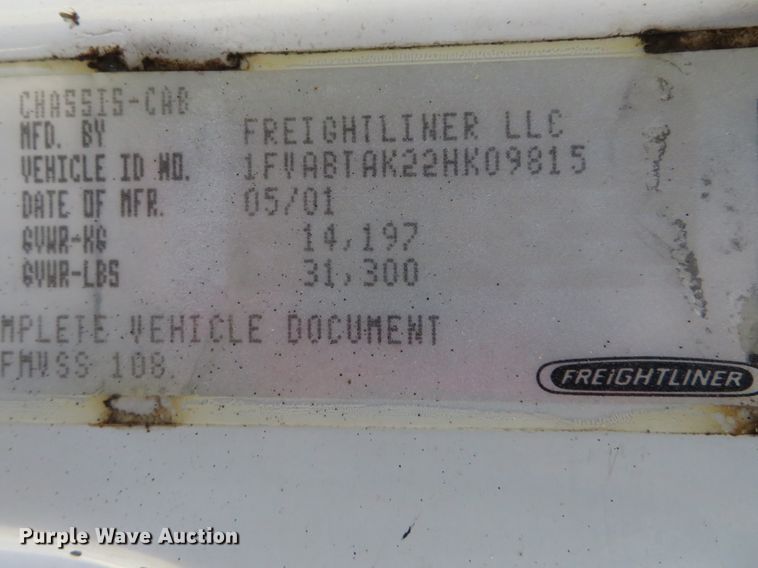 CHASSIS-CAB
MFD. BY FREIGHTLINER LLC
VEHICLE ID NO. 1FVABTAK22HK09815
DATE OF MFR. 05/01
GVWR-KG 14,197
GVWR-LBS 31,300
MPLETE VEHICLE DOCUMENT
FMVSS 108.
FREIGHTLINER
Purple Wave Auction